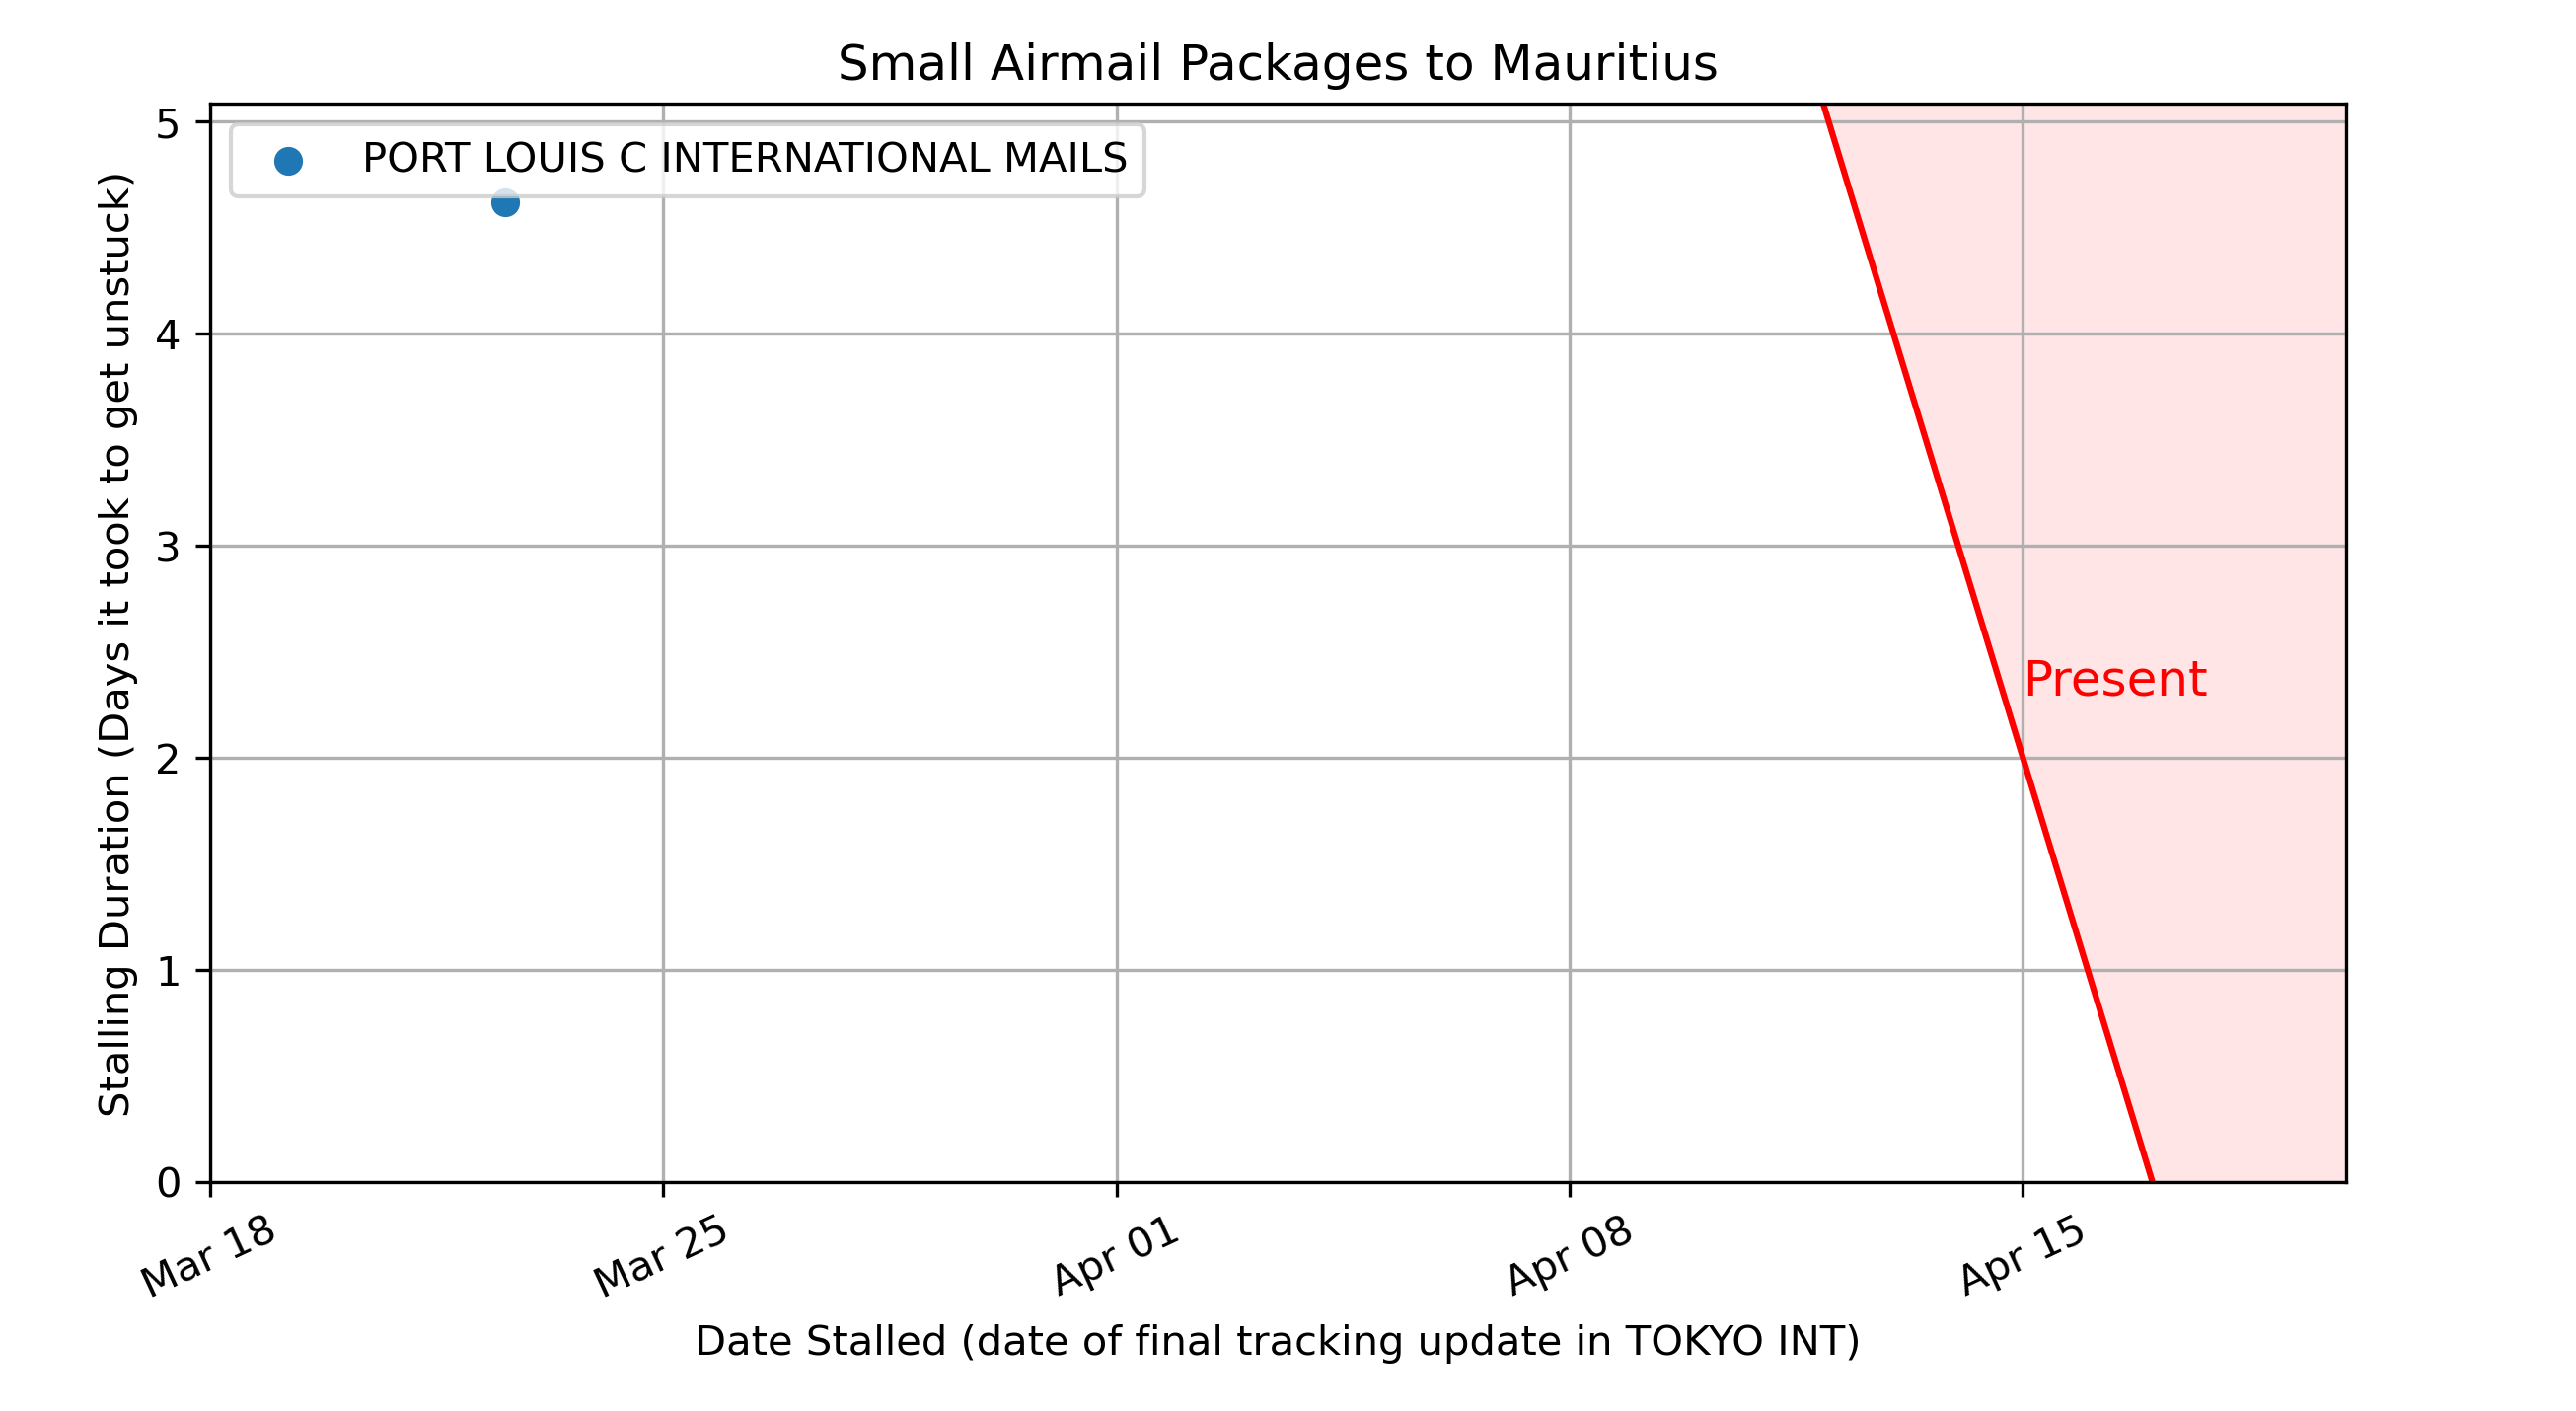 Small Airmail Packages to Mauritius
PORT LOUIS C INTERNATIONAL MAILS
Stalling Duration (Days it took to get unstuck)
5
4
3
2
1
0
Present
Mar 18
Mar 25
Apr 01
Apr 08
Apr 15
Date Stalled (date of final tracking update in TOKYO INT)